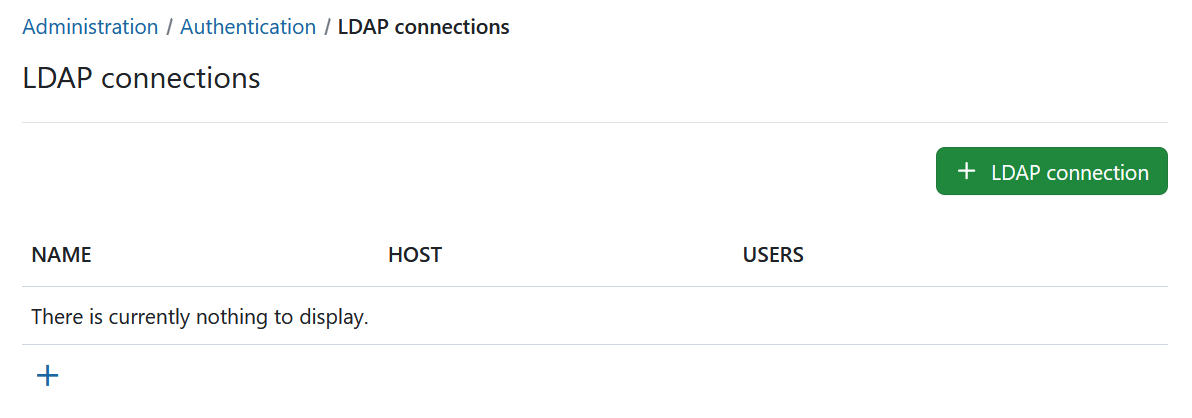 Administration / Authentication / LDAP connections
LDAP connections
+ LDAP connection
NAME HOST USERS
There is currently nothing to display.
+